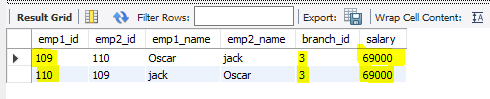 Result Grid Filter Rows: Export: Wrap Cell Content:
emp1_id emp2_id emp1_name emp2_name branch_id salary
109 110 Oscar jack 3 69000
110 109 jack Oscar 3 69000